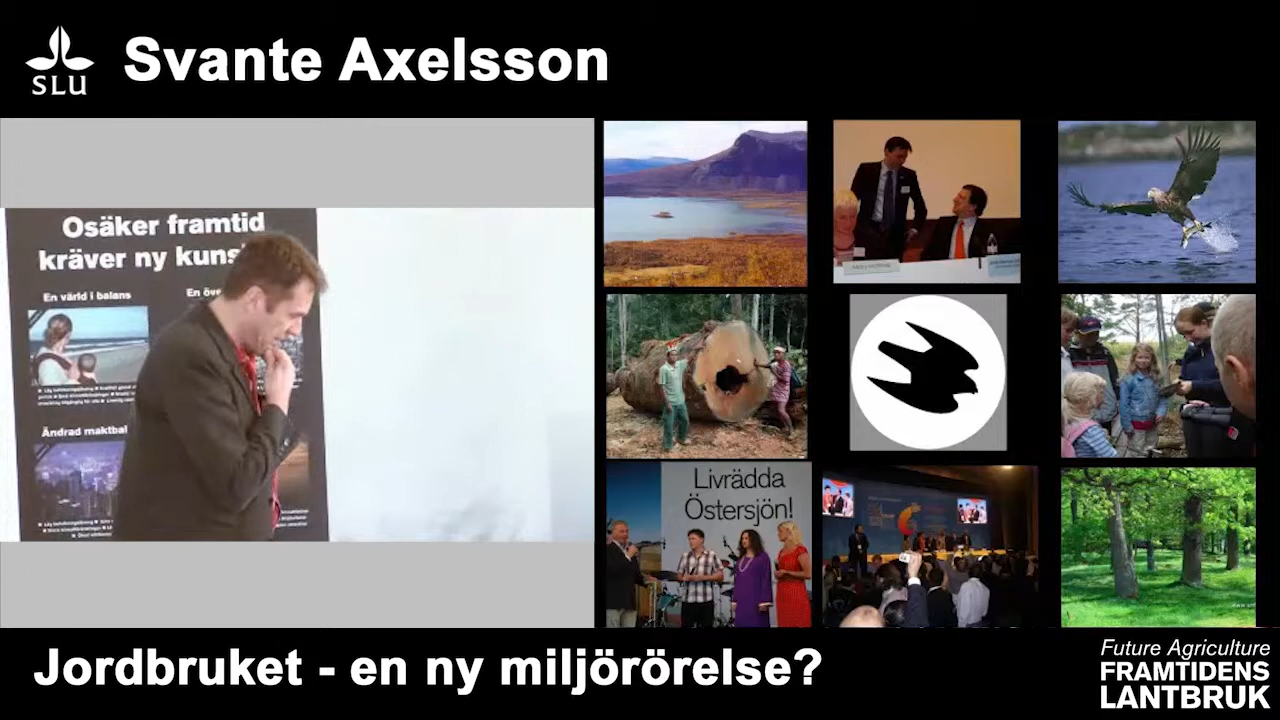 SLU
Svante Axelsson
Osäker framtid
kräver ny kuns
En värld i balans
En öve
Ändrad maktbal
Livrädda
Östersjön!
Jordbruket - en ny miljörörelse?
Future Agriculture
FRAMTIDENS
LANTBRUK